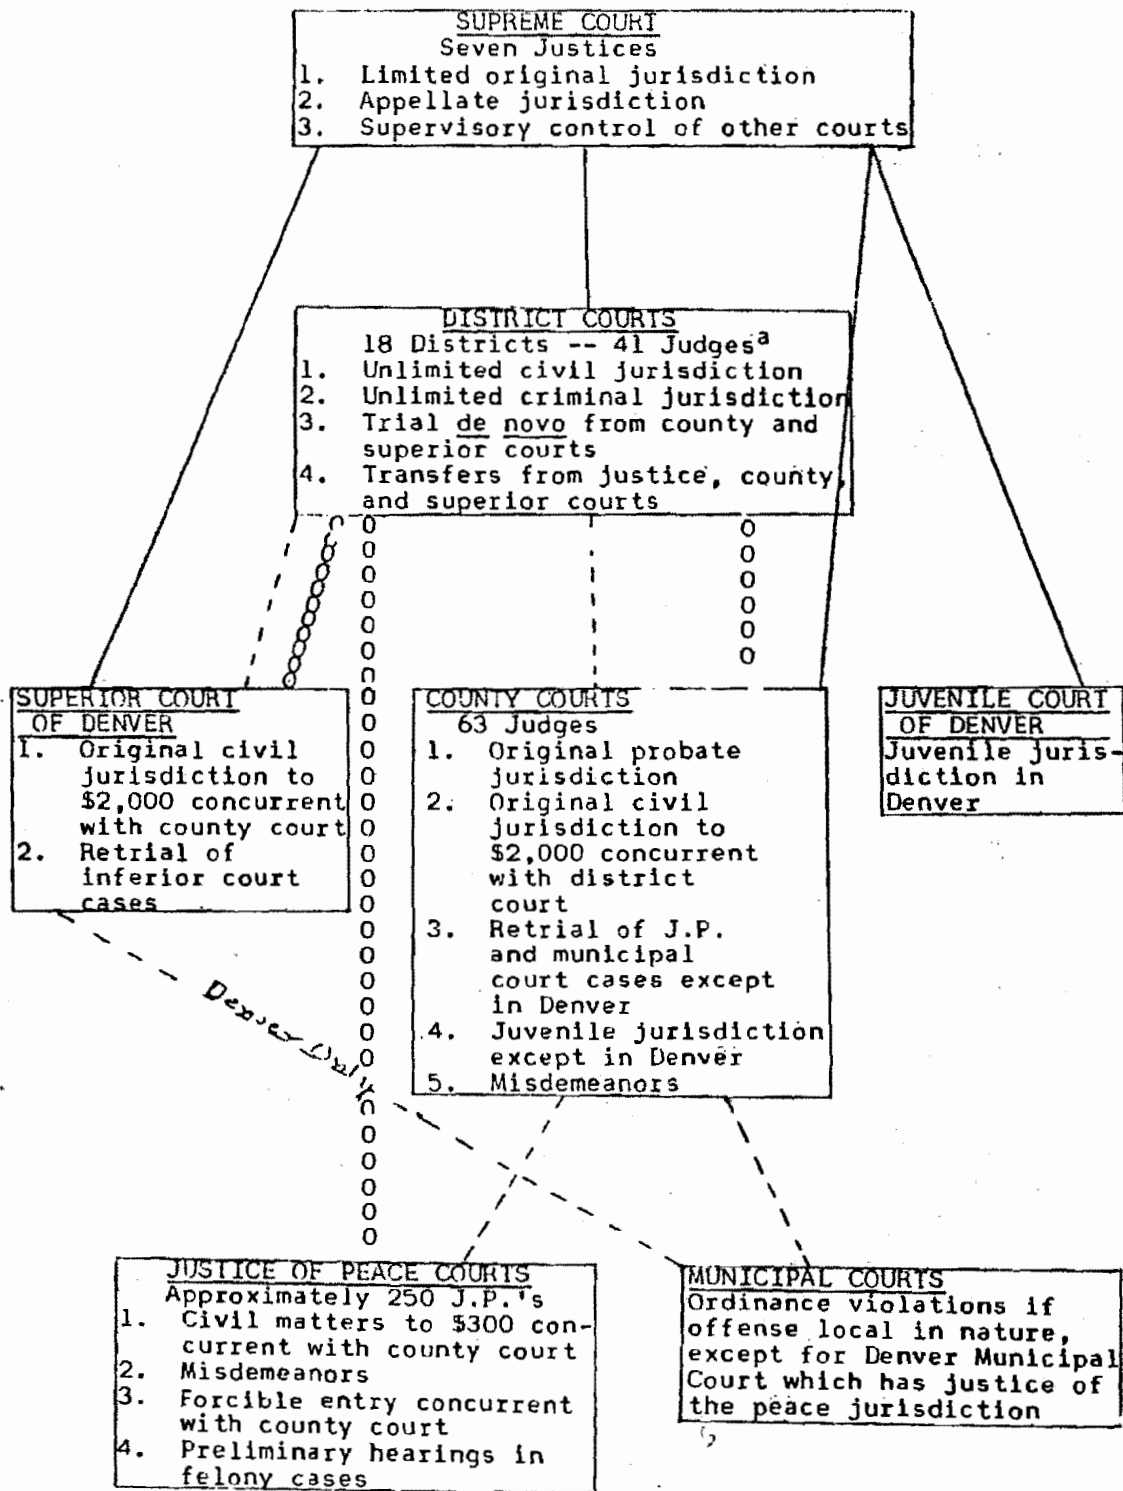 SUPREME COURT
Seven Justices
1. Limited original jurisdiction
2. Appellate jurisdiction
3. Supervisory control of other courts
DISTRICT COURTS
18 Districts -- 41 Judgesa
1. Unlimited civil jurisdiction
2. Unlimited criminal jurisdiction
3. Trial de novo from county and
superior courts
4. Transfers from justice, county,
and superior courts
SUPERIOR COURT
OF DENVER
1. Original civil
jurisdiction to
$2,000 concurrent
with county court
2. Retrial of
inferior court
cases
COUNTY COURTS
63 Judges
1. Original probate
jurisdiction
2. Original civil
jurisdiction to
$2,000 concurrent
with district
court
3. Retrial of J.P.
and municipal
court cases except
in Denver
4. Juvenile jurisdiction
except in Denver
5. Misdemeanors
JUVENILE COURT
OF DENVER
Juvenile juris-
diction in
Denver
Denver Only
JUSTICE OF PEACE COURTS
Approximately 250 J.P.'s
1. Civil matters to $300 con-
current with county court
2. Misdemeanors
3. Forcible entry concurrent
with county court
4. Preliminary hearings in
felony cases
MUNICIPAL COURTS
Ordinance violations if
offense local in nature,
except for Denver Municipal
Court which has justice of
the peace jurisdiction